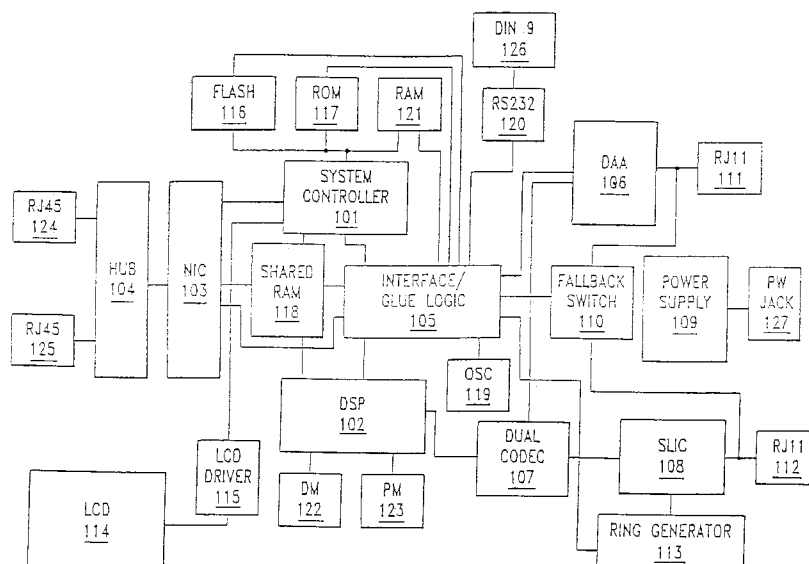 DIN 9
126
FLASH
116
ROM
117
RAM
121
RS232
120
SYSTEM
CONTROLLER
101
DAA
106
RJ11
111
RJ45
124
HUB
104
NIC
103
SHARED
RAM
118
INTERFACE/
GLUE LOGIC
105
FALLBACK
SWITCH
110
POWER
SUPPLY
109
PW
JACK
127
RJ45
125
OSC
119
DSP
102
LCD
DRIVER
115
DUAL
CODEC
107
SLIC
108
RJ11
112
DM
122
PM
123
LCD
114
RING GENERATOR
113